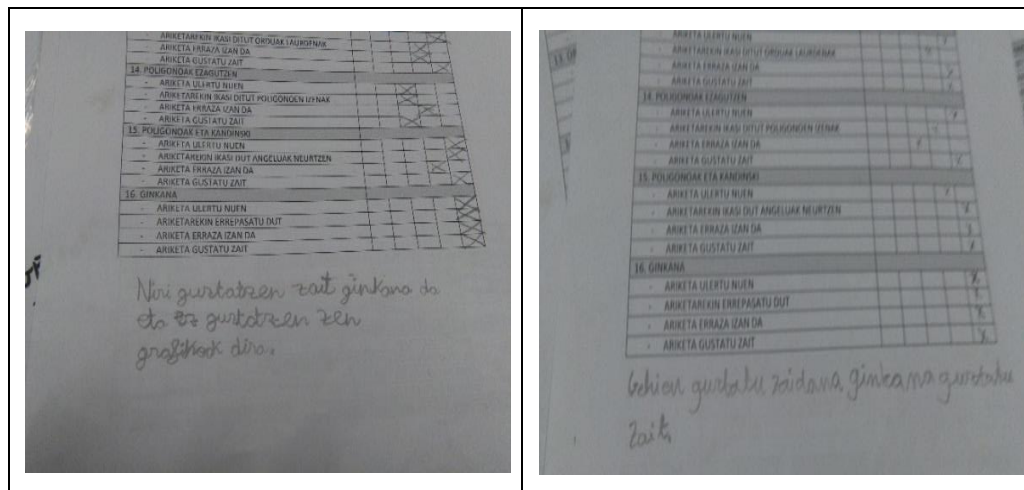 ARIKETAREKIN IKASI DITUT ORDUAK LAURDENAK
- ARIKETA ERRAZA IZAN DA
- ARIKETA GUSTATU ZAIT
14. POLIGONOAK EZAGUTZEN
- ARIKETA ULERTU NUEN
- ARIKETAREKIN IKASI DITUT POLIGONOEN IZENAK
- ARIKETA ERRAZA IZAN DA
- ARIKETA GUSTATU ZAIT
15. POLIGONOAK ETA KANDINSKI
- ARIKETA ULERTU NUEN
- ARIKETAREKIN IKASI DUT ANGELUAK NEURTZEN
- ARIKETA ERRAZA IZAN DA
- ARIKETA GUSTATU ZAIT
16. GINKANA
- ARIKETA ULERTU NUEN
- ARIKETAREKIN ERREPASATU DUT
- ARIKETA ERRAZA IZAN DA
- ARIKETA GUSTATU ZAIT
Niri gustatzen zait ginkana da
eta ez gustatzen zen
grafikoak dira.
ARIKETA ULERTU NUEN
- ARIKETAREKIN IKASI DITUT ORDUAK LAURDENAK
- ARIKETA ERRAZA IZAN DA
- ARIKETA GUSTATU ZAIT
14. POLIGONOAK EZAGUTZEN
- ARIKETA ULERTU NUEN
- ARIKETAREKIN IKASI DITUT POLIGONOEN IZENAK
- ARIKETA ERRAZA IZAN DA
- ARIKETA GUSTATU ZAIT
15. POLIGONOAK ETA KANDINSKI
- ARIKETA ULERTU NUEN
- ARIKETAREKIN IKASI DUT ANGELUAK NEURTZEN
- ARIKETA ERRAZA IZAN DA
- ARIKETA GUSTATU ZAIT
16. GINKANA
- ARIKETA ULERTU NUEN
- ARIKETAREKIN ERREPASATU DUT
- ARIKETA ERRAZA IZAN DA
- ARIKETA GUSTATU ZAIT
Gehien gustatu zaidana, ginkana gustatu
zait.